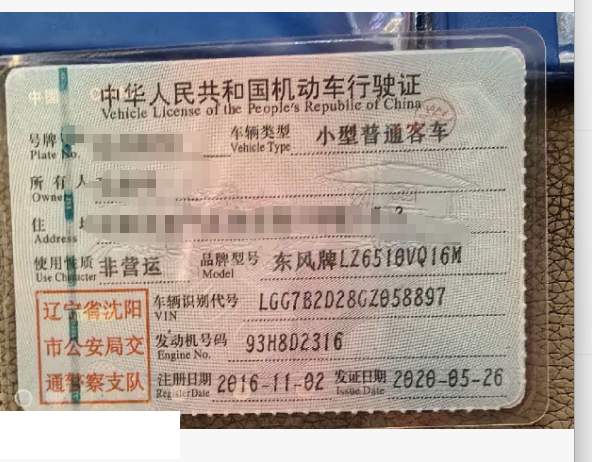 中华人民共和国机动车行驶证
Vehicle License of the People's Republic of China
号牌
Plate No.
车辆类型 小型普通客车
Vehicle Type
所有人
Owner
住
Address
使用性质 非营运
Use Character
品牌型号 东风牌LZ6510VQ16M
Model
车辆识别代号 LGG7B2D28GZ058897
VIN
发动机号码 93H8D2316
Engine No.
注册日期 2016-11-02
Register Date
发证日期 2020-05-26
Issue Date
辽宁省沈阳
市公安局交
通警察支队